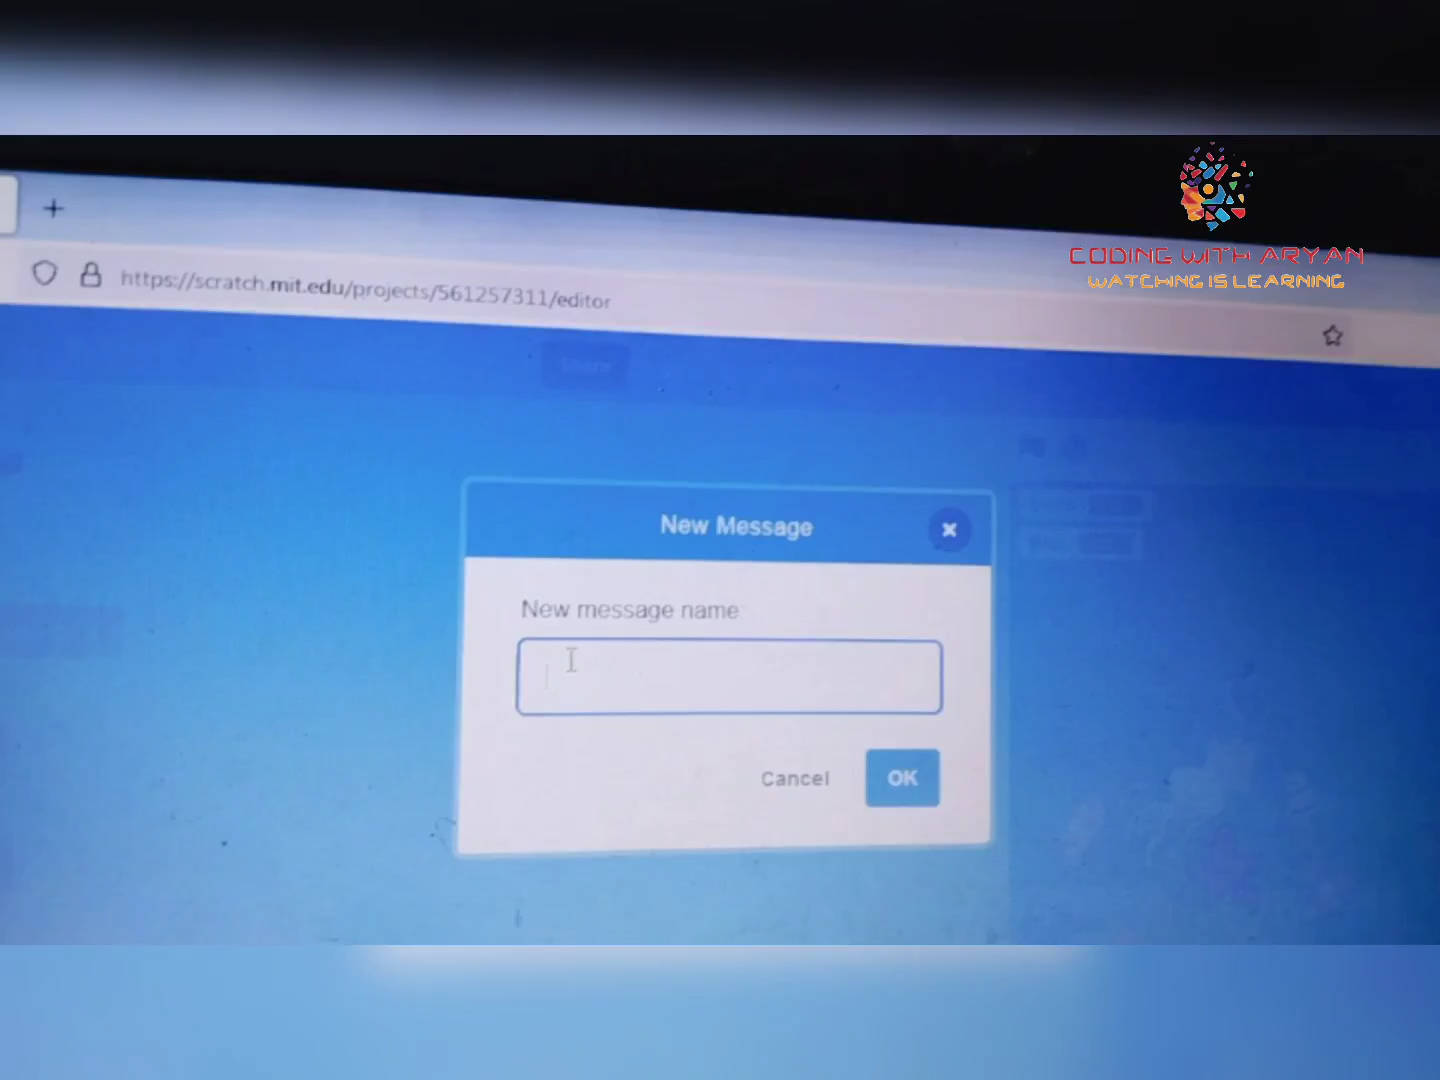 CODING WITH ARYAN
WATCHING IS LEARNING
https://scratch.mit.edu/projects/561257311/editor
New Message
New message name
Cancel
OK